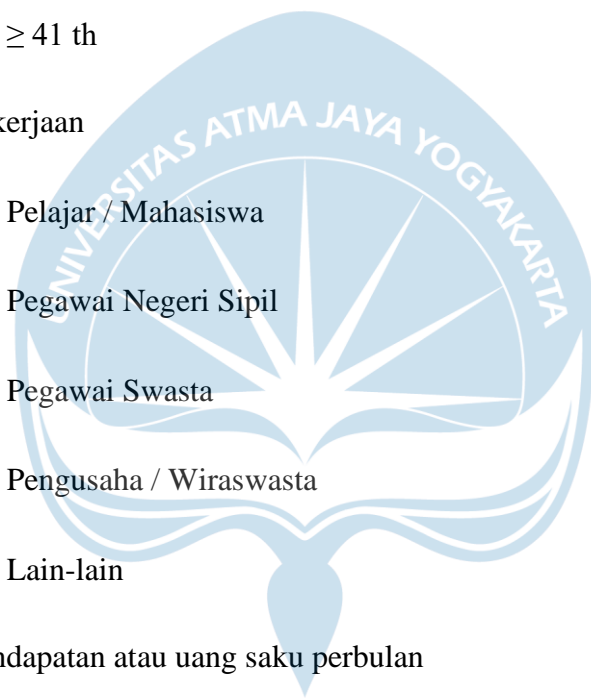 ≥ 41 th
kerjaan
UNIVERSITAS ATMA JAYA YOGYAKARTA
Pelajar / Mahasiswa
Pegawai Negeri Sipil
Pegawai Swasta
Pengusaha / Wiraswasta
Lain-lain
ndapatan atau uang saku perbulan